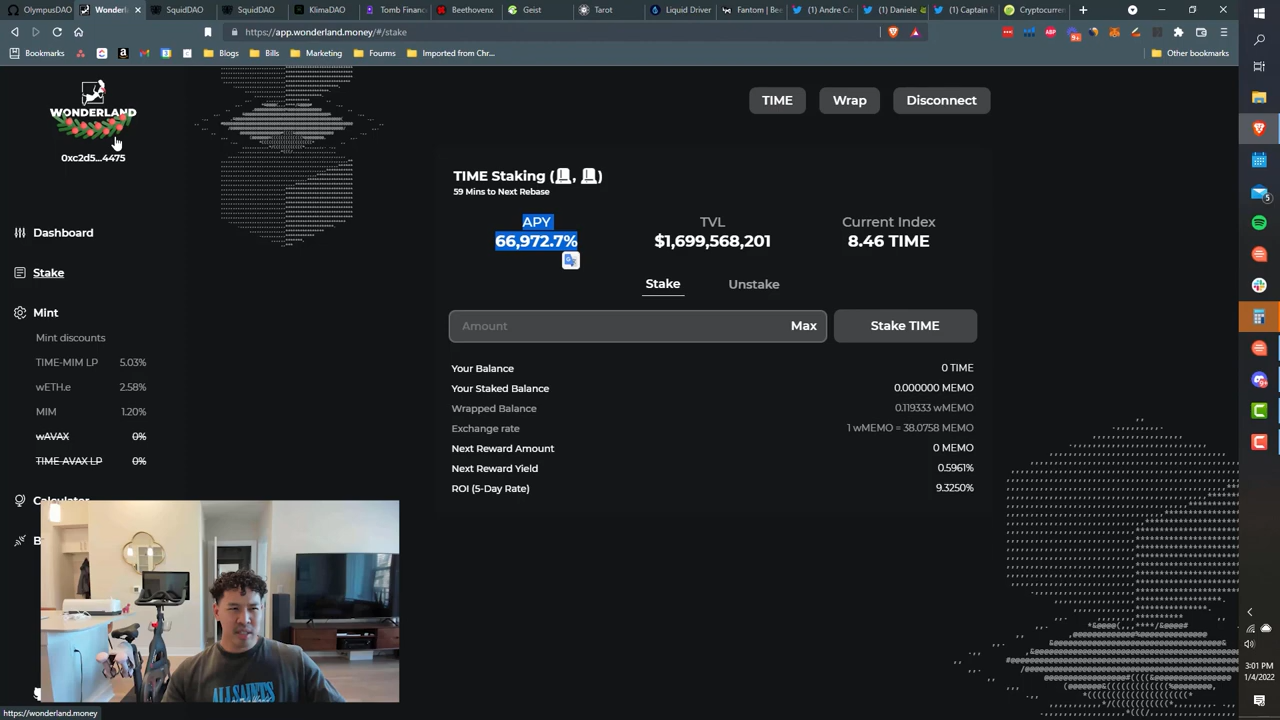 OlympusDAO
Wonderl
SquidDAO
SquidDAO
KlimaDAO
Tomb Financ
Beethovenx
Geist
Tarot
Liquid Driver
Fantom | Bea
(1) Andre Cro
(1) Daniele
(1) Captain R
Cryptocurren
https://app.wonderland.money/#/stake
Bookmarks
Blogs
Bills
Marketing
Fourms
Imported from Chr...
Other bookmarks
WONDERLAND
0xc2d5...4475
TIME
Wrap
Disconnect
Dashboard
Stake
Mint
Mint discounts
TIME-MIM LP 5.03%
wETH.e 2.58%
MIM 1.20%
wAVAX 0%
TIME AVAX LP 0%
Calculator
TIME Staking (🎩, 🎩)
59 Mins to Next Rebase
APY
66,972.7%
TVL
Current Index
8.46 TIME
Stake
Unstake
Amount
Max
Stake TIME
Your Balance 0 TIME
Your Staked Balance 0.000000 MEMO
Wrapped Balance 0.119333 wMEMO
Exchange rate 1 wMEMO = 38.0758 MEMO
Next Reward Amount 0 MEMO
Next Reward Yield 0.5961%
ROI (5-Day Rate) 9.3250%
ALLSAINTS
https://wonderland.money
3:01 PM
1/4/2022